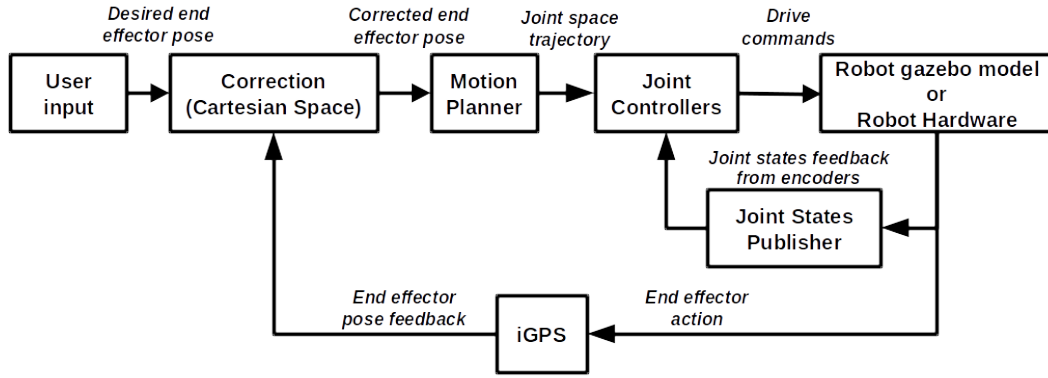 Desired end
effector pose
Corrected end
effector pose
Joint space
trajectory
Drive
commands
User
input
Correction
(Cartesian Space)
Motion
Planner
Joint
Controllers
Robot gazebo model
or
Robot Hardware
Joint states feedback
from encoders
Joint States
Publisher
End effector
pose feedback
iGPS
End effector
action